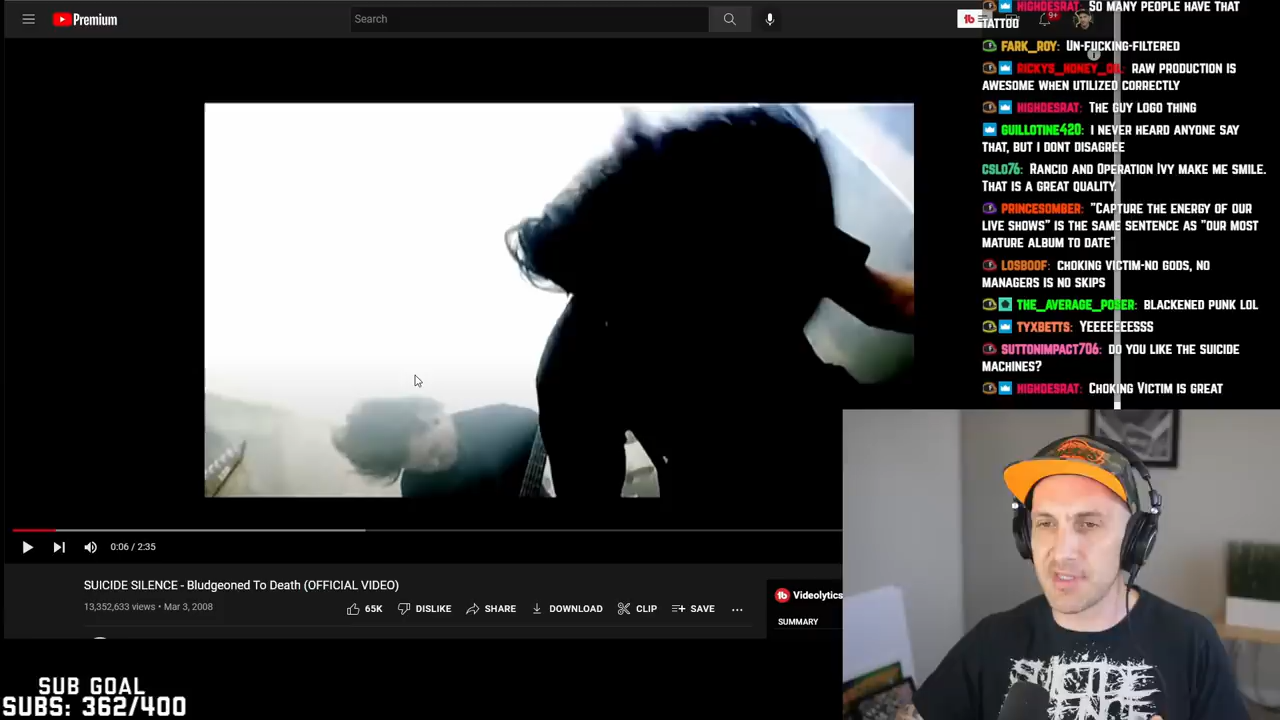 Premium
Search
9+
HIGHDESRAT: SO MANY PEOPLE HAVE THAT
TATTOO
FARK_ROY: UN-FUCKING-FILTERED
RICKYS_HONEY_OIL: RAW PRODUCTION IS
AWESOME WHEN UTILIZED CORRECTLY
HIGHDESRAT: THE GUY LOGO THING
GUILLOTINE420: I NEVER HEARD ANYONE SAY
THAT, BUT I DONT DISAGREE
CSLO76: RANCID AND OPERATION IVY MAKE ME SMILE.
THAT IS A GREAT QUALITY.
PRINCESOMBER: "CAPTURE THE ENERGY OF OUR
LIVE SHOWS" IS THE SAME SENTENCE AS "OUR MOST
MATURE ALBUM TO DATE"
LOSBOOF: CHOKING VICTIM-NO GODS, NO
MANAGERS IS NO SKIPS
THE_AVERAGE_POSER: BLACKENED PUNK LOL
TYXBETTS: YEEEEEEESSS
SUTTONIMPACT706: DO YOU LIKE THE SUICIDE
MACHINES?
HIGHDESRAT: CHOKING VICTIM IS GREAT
0:06 / 2:35
SUICIDE SILENCE - Bludgeoned To Death (OFFICIAL VIDEO)
13,352,633 views • Mar 3, 2008
65K
DISLIKE
SHARE
DOWNLOAD
CLIP
SAVE
Videolytics
SUMMARY
SUICIDE
SUB GOAL
SUBS: 362/400